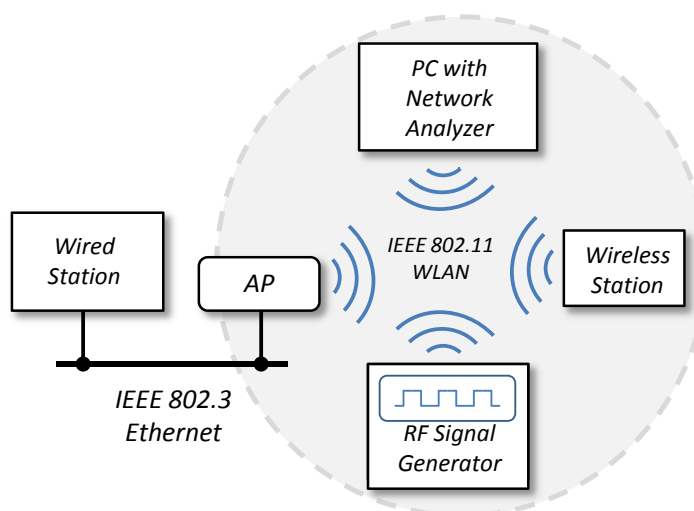 PC with
Network
Analyzer
Wired
Station
AP
IEEE 802.11
WLAN
Wireless
Station
IEEE 802.3
Ethernet
RF Signal
Generator